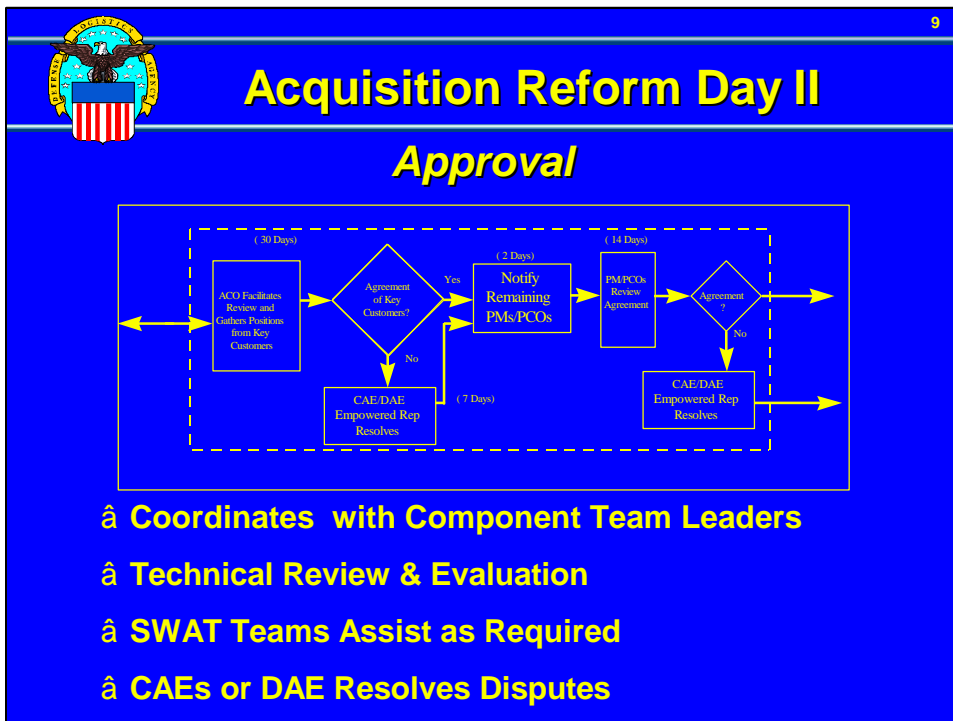 9
DEFENSE LOGISTICS AGENCY
Acquisition Reform Day II
Approval
( 30 Days)
ACO Facilitates
Review and
Gathers Positions
from Key
Customers
Agreement
of Key
Customers?
Yes
No
CAE/DAE
Empowered Rep
Resolves
( 7 Days)
( 2 Days)
Notify
Remaining
PMs/PCOs
( 14 Days)
PM/PCOs
Review
Agreement
Agreement
?
No
CAE/DAE
Empowered Rep
Resolves
â Coordinates with Component Team Leaders
â Technical Review & Evaluation
â SWAT Teams Assist as Required
â CAEs or DAE Resolves Disputes